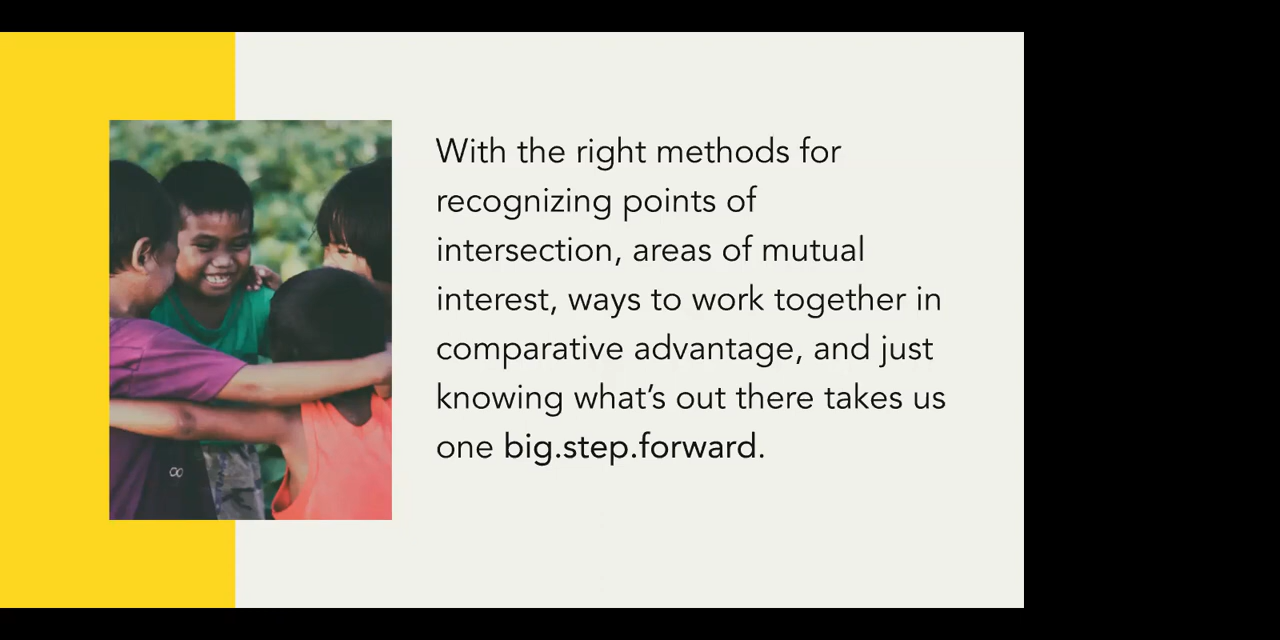 With the right methods for
recognizing points of
intersection, areas of mutual
interest, ways to work together in
comparative advantage, and just
knowing what’s out there takes us
one big.step.forward.